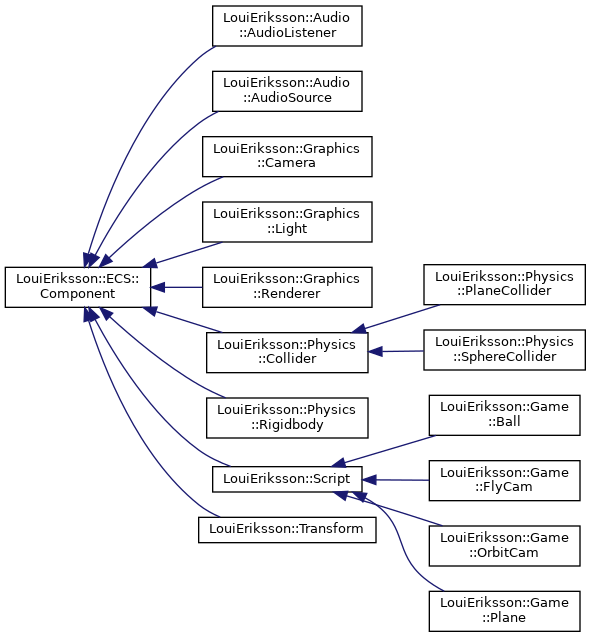 LouiEriksson::Audio
::AudioListener
LouiEriksson::Audio
::AudioSource
LouiEriksson::Graphics
::Camera
LouiEriksson::Graphics
::Light
LouiEriksson::ECS::
Component
LouiEriksson::Graphics
::Renderer
LouiEriksson::Physics
::Collider
LouiEriksson::Physics
::PlaneCollider
LouiEriksson::Physics
::SphereCollider
LouiEriksson::Physics
::Rigidbody
LouiEriksson::Script
LouiEriksson::Game
::Ball
LouiEriksson::Game
::FlyCam
LouiEriksson::Game
::OrbitCam
LouiEriksson::Game
::Plane
LouiEriksson::Transform